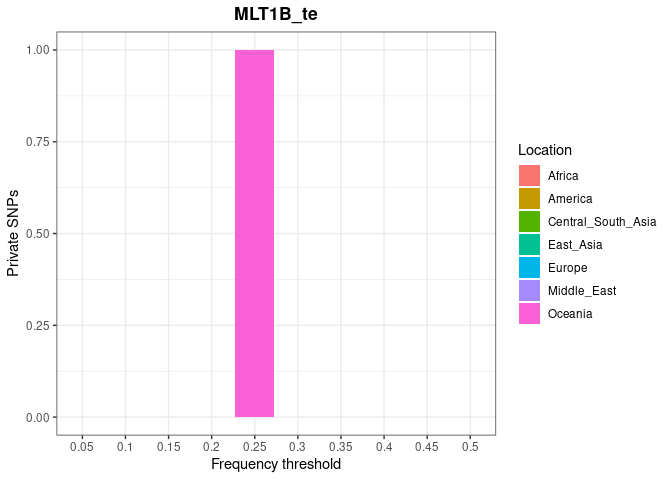 MLT1B_te
1.00
0.75
0.50
0.25
0.00
Private SNPs
0.05 0.1 0.15 0.2 0.25 0.3 0.35 0.4 0.45 0.5
Frequency threshold
Location
Africa
America
Central_South_Asia
East_Asia
Europe
Middle_East
Oceania